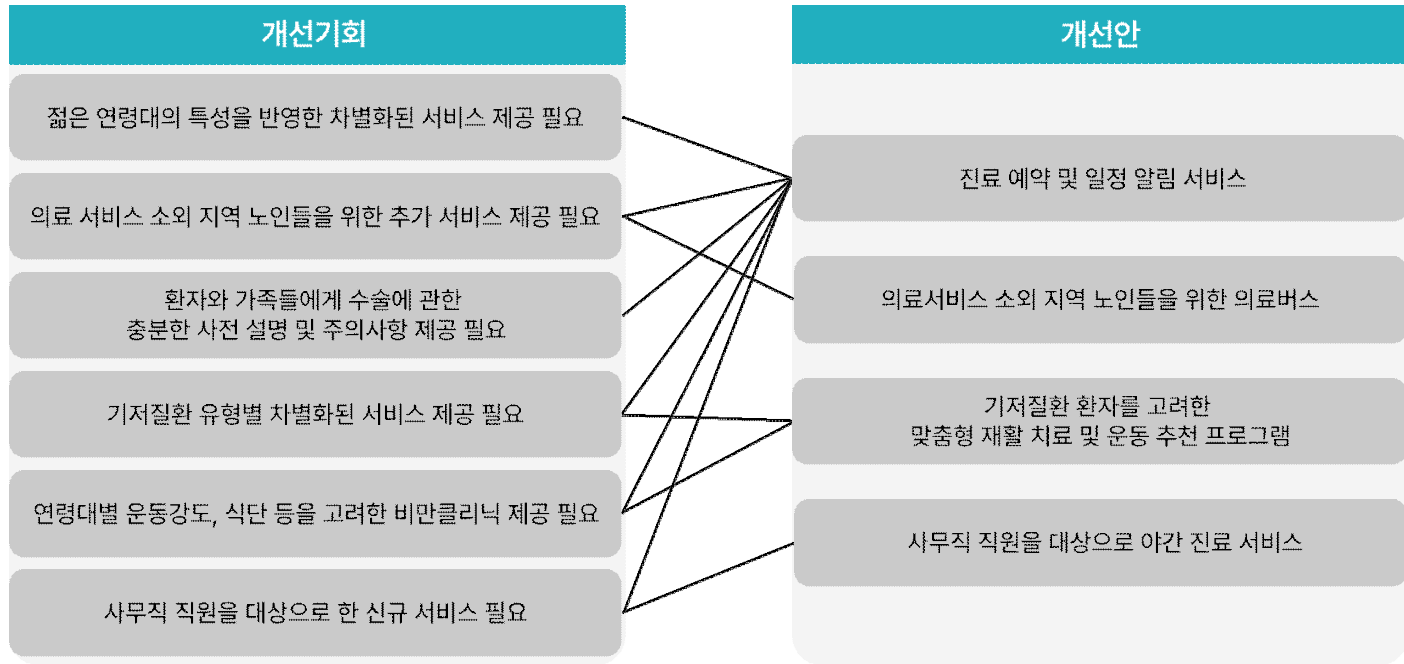 개선기회
젊은 연령대의 특성을 반영한 차별화된 서비스 제공 필요
의료 서비스 소외 지역 노인들을 위한 추가 서비스 제공 필요
환자와 가족들에게 수술에 관한
충분한 사전 설명 및 주의사항 제공 필요
기저질환 유형별 차별화된 서비스 제공 필요
연령대별 운동강도, 식단 등을 고려한 비만클리닉 제공 필요
사무직 직원을 대상으로 한 신규 서비스 필요
개선안
진료 예약 및 일정 알림 서비스
의료서비스 소외 지역 노인들을 위한 의료버스
기저질환 환자를 고려한
맞춤형 재활 치료 및 운동 추천 프로그램
사무직 직원을 대상으로 야간 진료 서비스